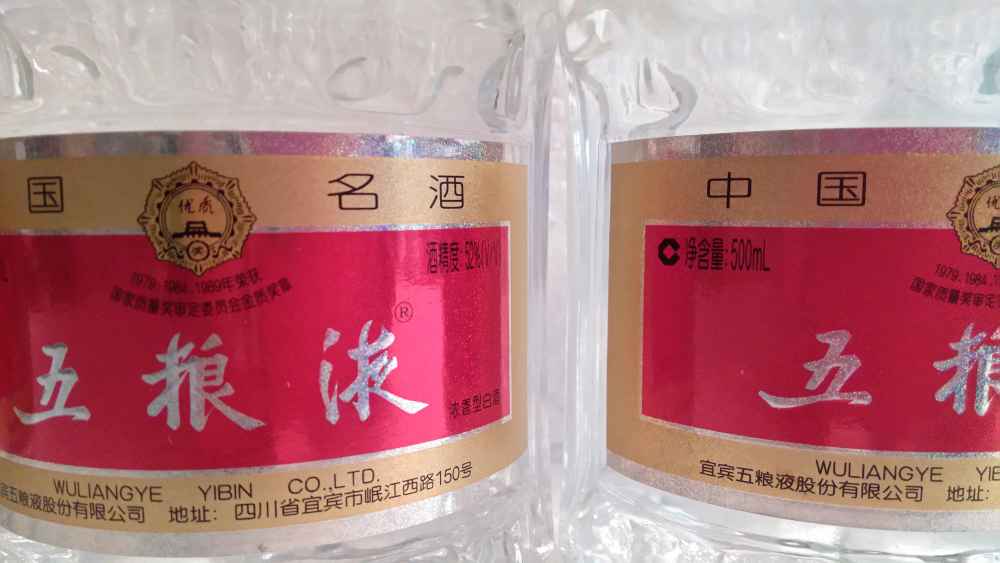 国 名酒
优质
酒精度:52%(V/V)
1979.1984.1989年荣获
国家质量奖审定委员会金质奖章
五粮液®
浓香型白酒
WULIANGYE YIBIN CO.,LTD.
宾五粮液股份有限公司 地址: 四川省宜宾市岷江西路150号
中国
优
净含量:500mL
1979.1984.1
国家质量奖审定
五粮
WULIANGYE YIB
宜宾五粮液股份有限公司 地